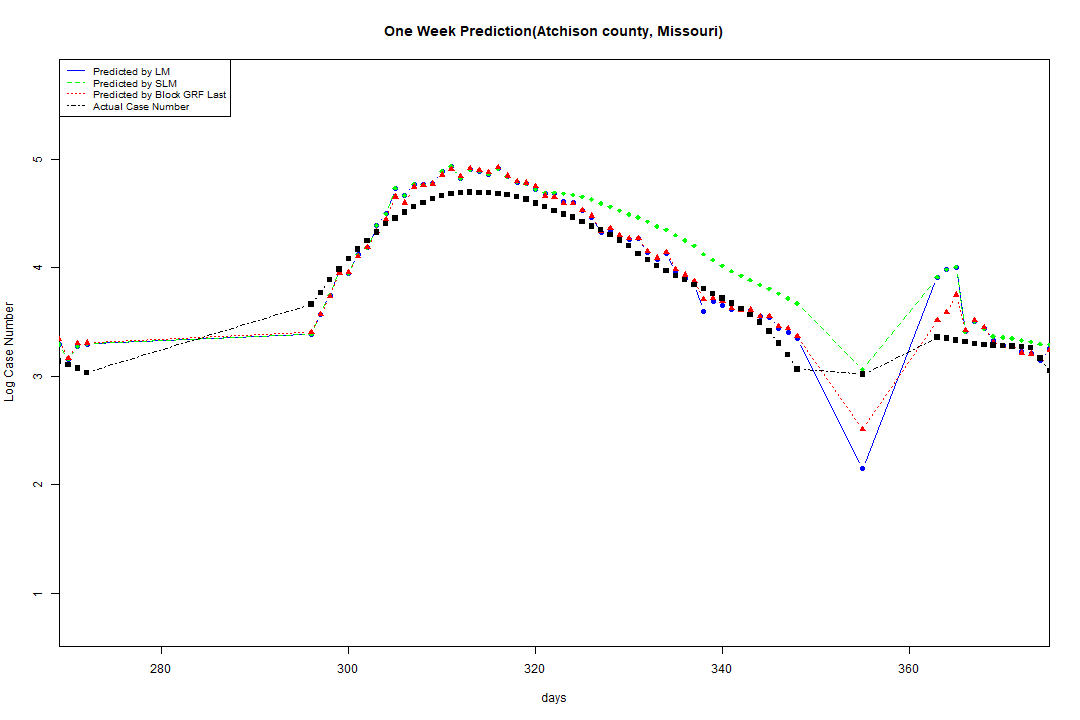 One Week Prediction(Atchison county, Missouri)
Predicted by LM
Predicted by SLM
Predicted by Block GRF Last
Actual Case Number
Log Case Number
5
4
3
2
1
280 300 320 340 360
days